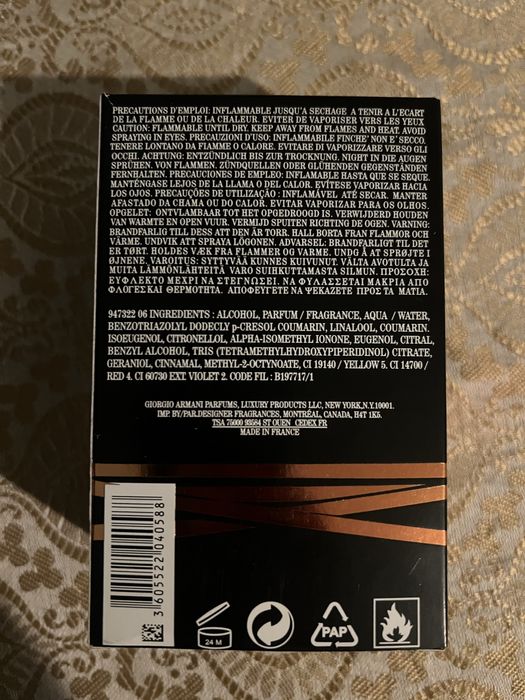 PRECAUTIONS D'EMPLOI: INFLAMMABLE JUSQU'A SECHAGE A TENIR A L'ECART
DE LA FLAMME OU DE LA CHALEUR. EVITER DE VAPORISER VERS LES YEUX
CAUTION: FLAMMABLE UNTIL DRY. KEEP AWAY FROM FLAMES AND HEAT. AVOID
SPRAYING IN EYES. PRECAUZIONI D'USO: INFIAMMABILE FINCHE' NON E' SECCO.
TENERE LONTANO DA FIAMME O CALORE. EVITARE DI VAPORIZZARE VERSO GLI
OCCHI. ACHTUNG: ENTZÜNDLICH BIS ZUR TROCKNUNG. NIGHT IN DIE AUGEN
SPRÜHEN. VON FLAMMEN, ZÜNDQUELLEN ODER GLÜHENDEN GEGENSTÄNDEN
FERNHALTEN. PRECAUCIONES DE EMPLEO: INFLAMABLE HASTA QUE SE SEQUE.
MANTÉNGASE LEJOS DE LA LLAMA O DEL CALOR. EVÍTESE VAPORIZAR HACIA
LOS OJOS. PRECAUÇÕES DE UTILIZAÇÃO : INFLAMÁVEL ATÉ SECAR. MANTER
AFASTADO DA CHAMA OU DO CALOR. EVITAR VAPORIZAR PARA OS OLHOS.
OPGELET: ONTVLAMBAAR TOT HET OPGEDROOGD IS. VERWIJDERD HOUDEN
VAN WARMTE EN OPEN VUUR. VERMIJD SPUITEN RICHTING DE OGEN. VARNING:
BRANDFARLIG TILL DESS ATT DEN ÄR TORR. HALL BORTA FRAN FLAMMOR OCH
VÄRME. UNDVIK ATT SPRAYA I ÖGONEN. ADVARSEL: BRANDFARLIGT TIL DET
ER TØRT. HOLDES VÆK FRA FLAMMER OG VARME. UNDG Å AT SPRØJTE I
ØJNENE, VAROITUS: SYTTYVÄÄ KUNNES KUIVUNUT. VÄLTA AVOTULTA JA
MUITA LÄMMÖNLÄHTEITÄ VARO SUIHKUTTAMASTA SILMUN. ΠΡΟΣΟΧΗ:
ΕΥΦΛΕΚΤΟ ΜΕΧΡΙ ΝΑ ΣΤΕΓΝΩΣΕΙ. ΝΑ ΦΥΛΑΣΣΕΤΑΙ ΜΑΚΡΙΑ ΑΠΟ
ΦΛΟΓΕΣ ΚΑΙ ΘΕΡΜΟΤΗΤΑ. ΑΠΟΦΕΥΓΕΤΕ ΝΑ ΨΕΚΑΖΕΤΕ ΠΡΟΣ ΤΑ ΜΑΤΙΑ.
947322 06 INGREDIENTS : ALCOHOL, PARFUM / FRAGRANCE, AQUA / WATER,
BENZOTRIAZOLYL DODECLY p-CRESOL COUMARIN, LINALOOL, COUMARIN.
ISOEUGENOL, CITRONELLOL, ALPHA-ISOMETHYL IONENE, EUGENOL, CITRAL,
BENZYL ALCOHOL, TRIS (TETRAMETHYLHYDROXYPIPERIDINOL) CITRATE,
GERANIOL, CINNAMAL, METHYL-2-OCTYNOATE, CI 19140 / YELLOW 5. CI 14700 /
RED 4. CI 60730 EXT VIOLET 2. CODE FIL : B197717/1
GIORGIO ARMANI PARFUMS, LUXURY PRODUCTS LLC, NEW YORK,N.Y.10001.
IMP. BY/PAR.DESIGNER FRAGRANCES, MONTRÉAL, CANADA, H4T 1K5.
TSA 75000 93584 ST OUEN CEDEX FR
MADE IN FRANCE
3 605522 040588
24 M
PAP